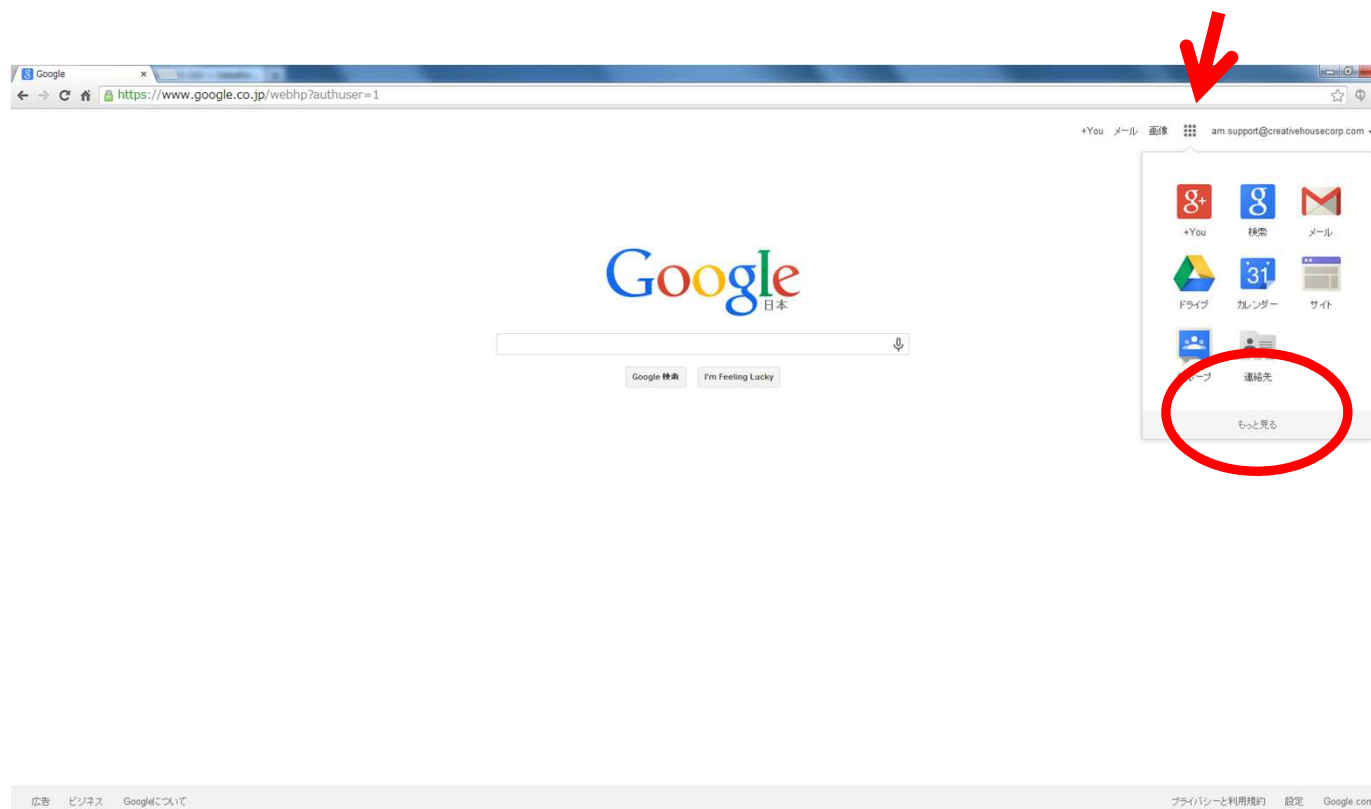 Google
https://www.google.co.jp/webhp?authuser=1
+You メール 画像 am.support@creativehousecorp.com
+You 検索 メール
31
ドライブ カレンダー サイト
連絡先
もっと見る
Google
日本
Google 検索 I'm Feeling Lucky
広告 ビジネス Googleについて プライバシーと利用規約 設定 Google.com